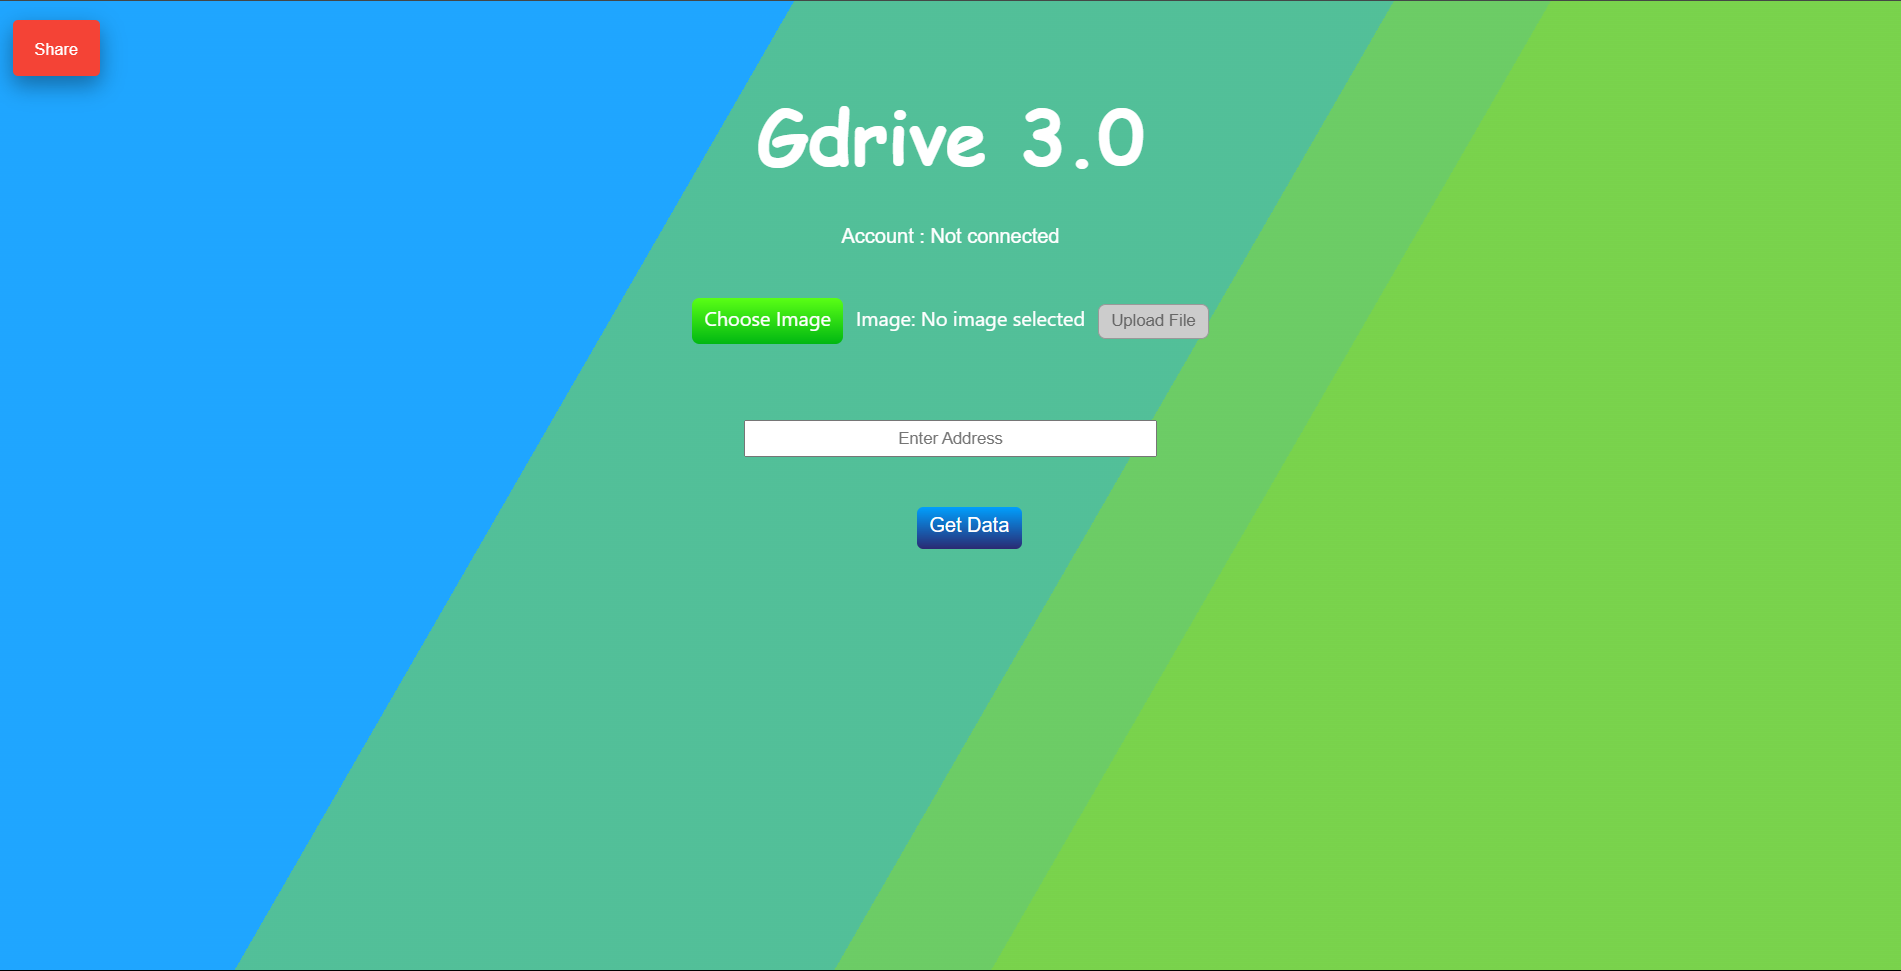 Share
Gdrive 3.0
Account : Not connected
Choose Image Image: No image selected Upload File
Enter Address
Get Data